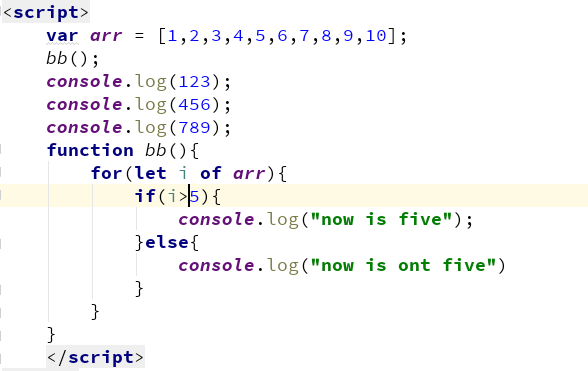 <script>
var arr = [1,2,3,4,5,6,7,8,9,10];
bb();
console.log(123);
console.log(456);
console.log(789);
function bb(){
for(let i of arr){
if(i>5){
console.log("now is five");
}else{
console.log("now is ont five")
}
}
}
</script>